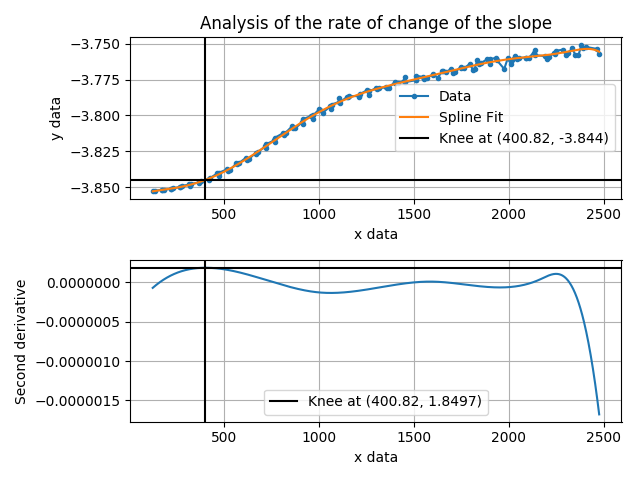 Analysis of the rate of change of the slope
−3.750
−3.775
−3.800
−3.825
−3.850
y data
Data
Spline Fit
Knee at (400.82, -3.844)
500
1000
1500
2000
2500
x data
0.0000000
−0.0000005
−0.0000010
−0.0000015
Second derivative
Knee at (400.82, 1.8497)
500
1000
1500
2000
2500
x data